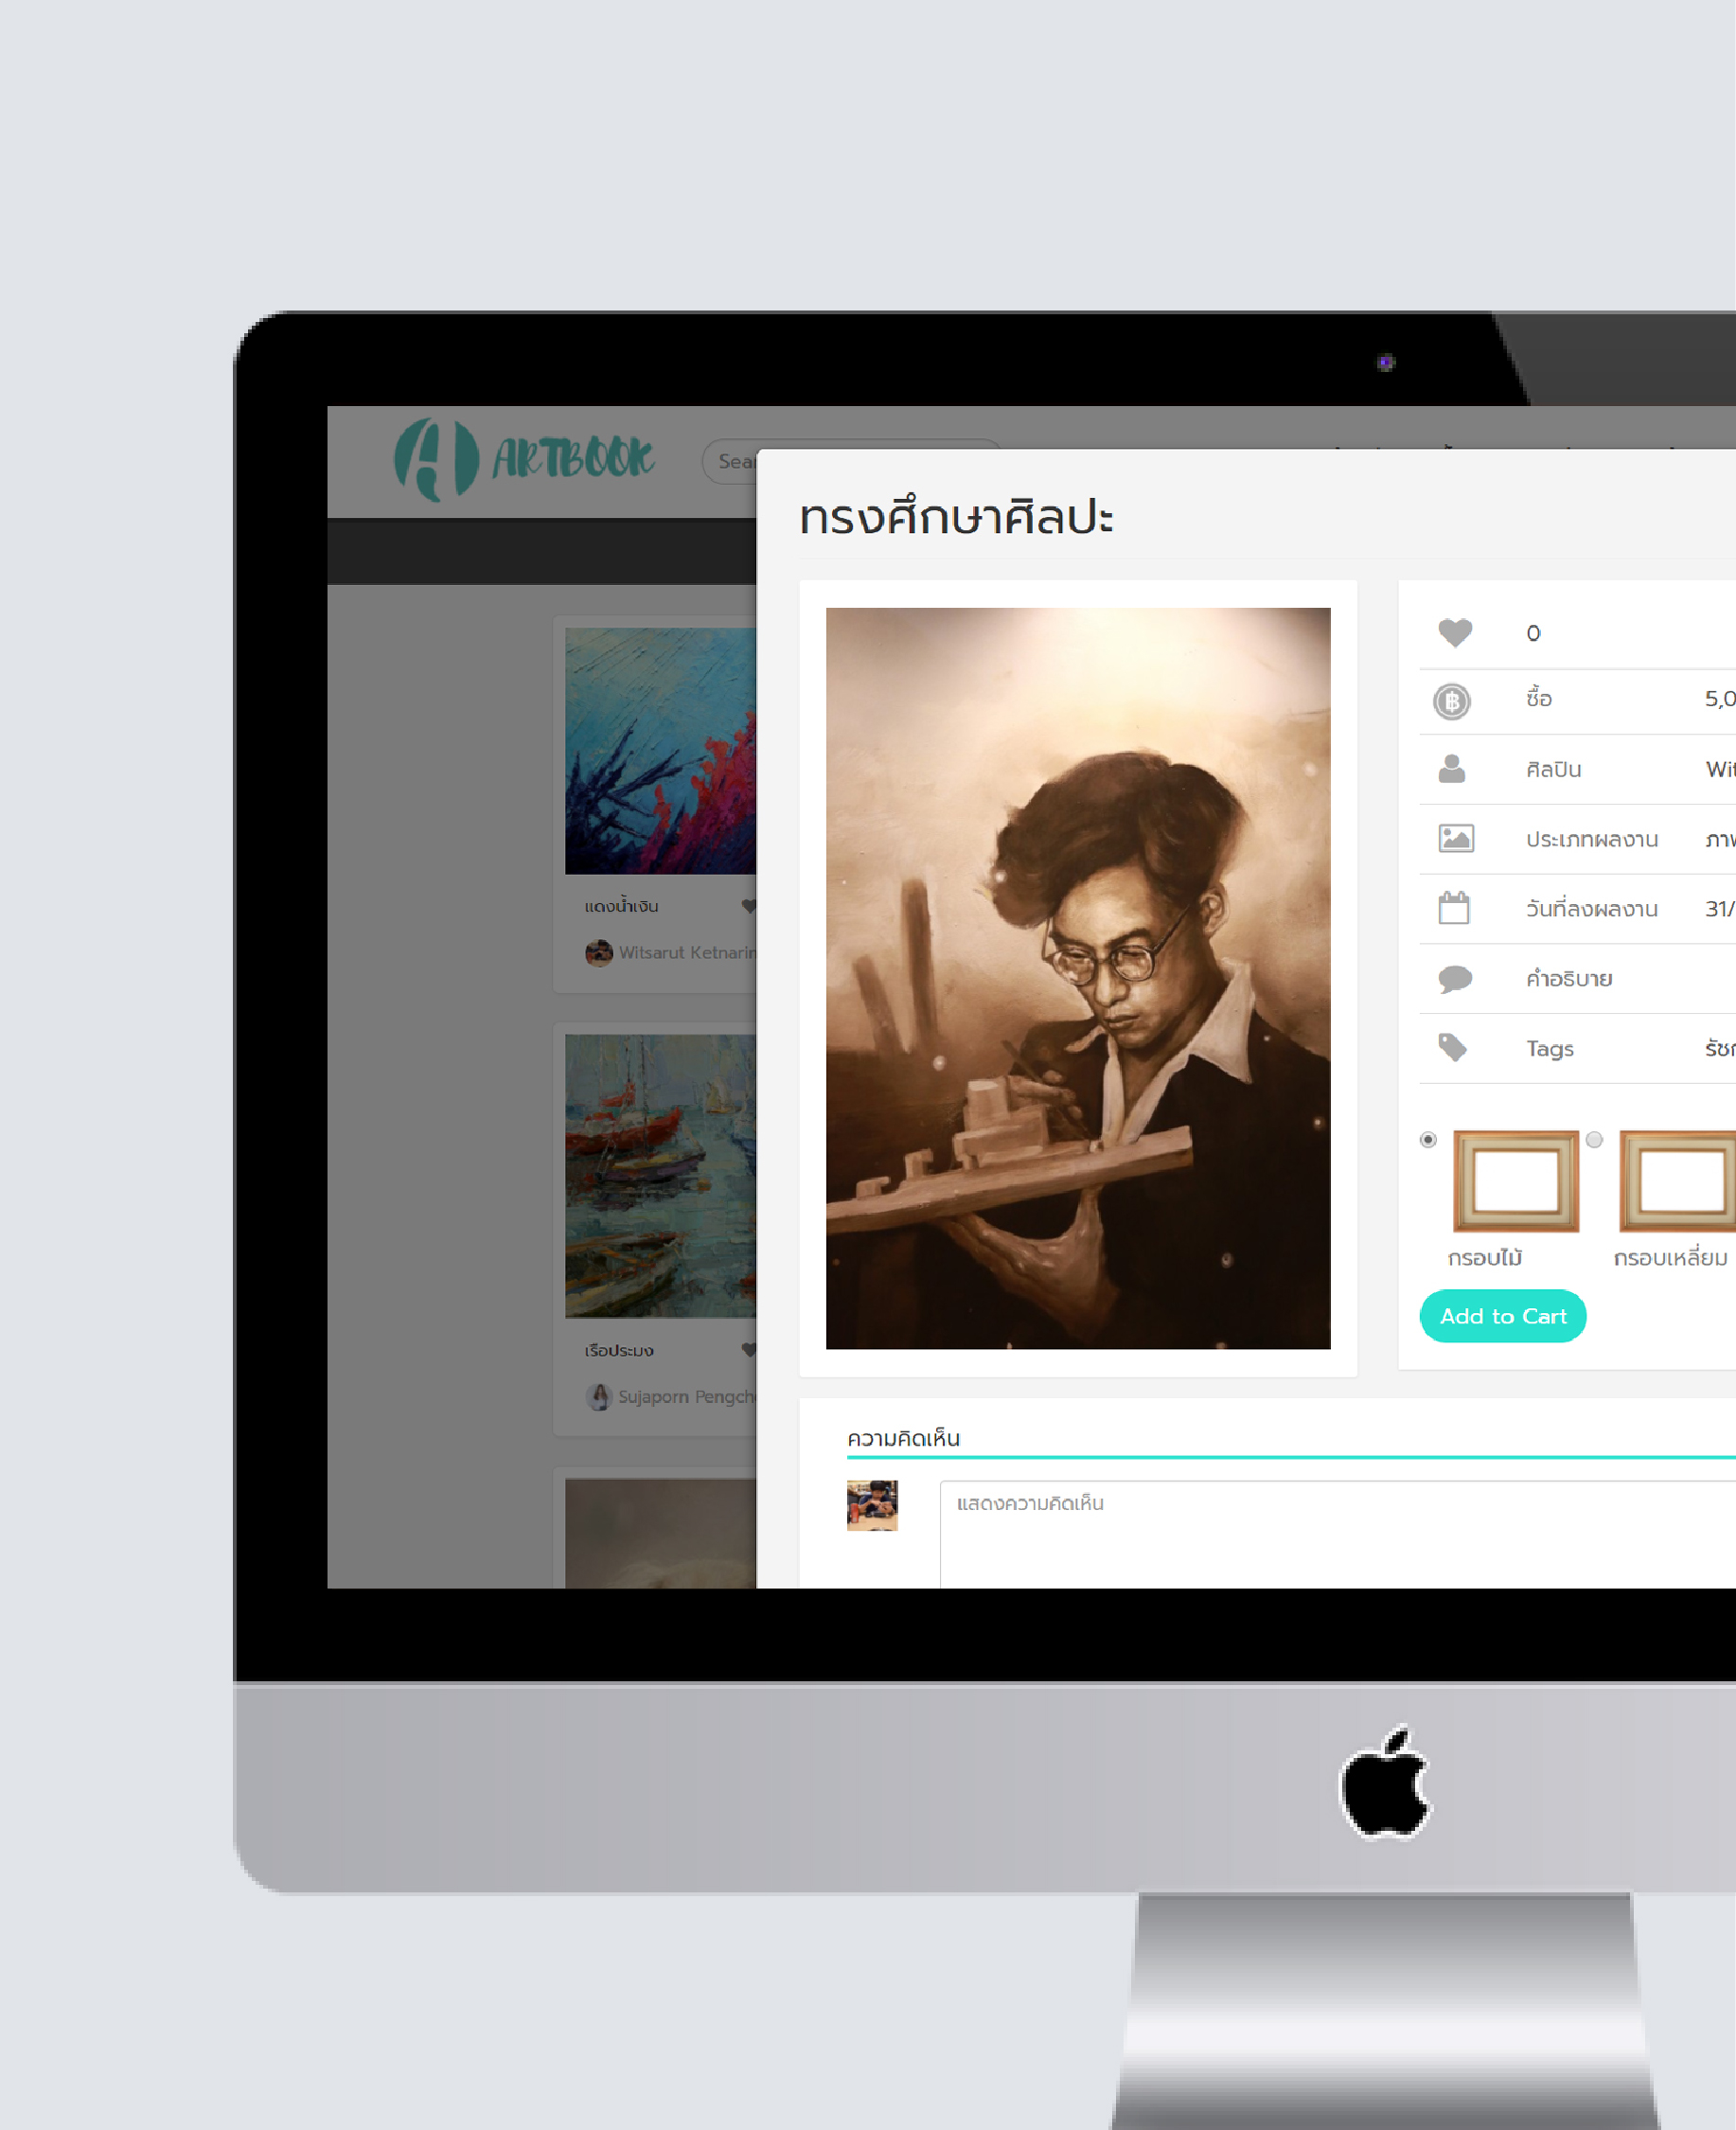 ARTBOOK
Sear
ทรงศึกษาศิลปะ
0
ซื้อ 5,0
ศิลปิน Wit
ประเภทผลงาน ภาพ
วันที่ลงผลงาน 31/
คำอธิบาย
Tags รัชก
กรอบไม้ กรอบเหลี่ยม
Add to Cart
ความคิดเห็น
แสดงความคิดเห็น
แดงน้ำเงิน
Witsarut Ketnarin
เรือประมง
Sujaporn Pengch